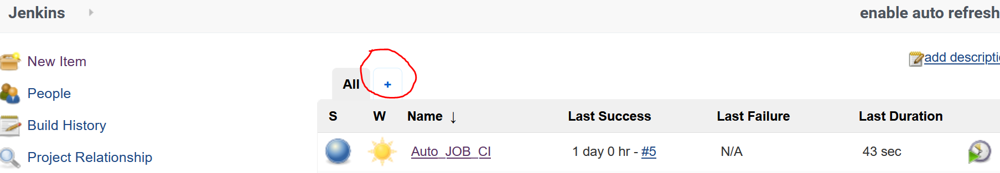 Jenkins
enable auto refresh
New Item
People
Build History
Project Relationship
add descripti
All +
S W Name ↓ Last Success Last Failure Last Duration
Auto_JOB_CI 1 day 0 hr - #5 N/A 43 sec